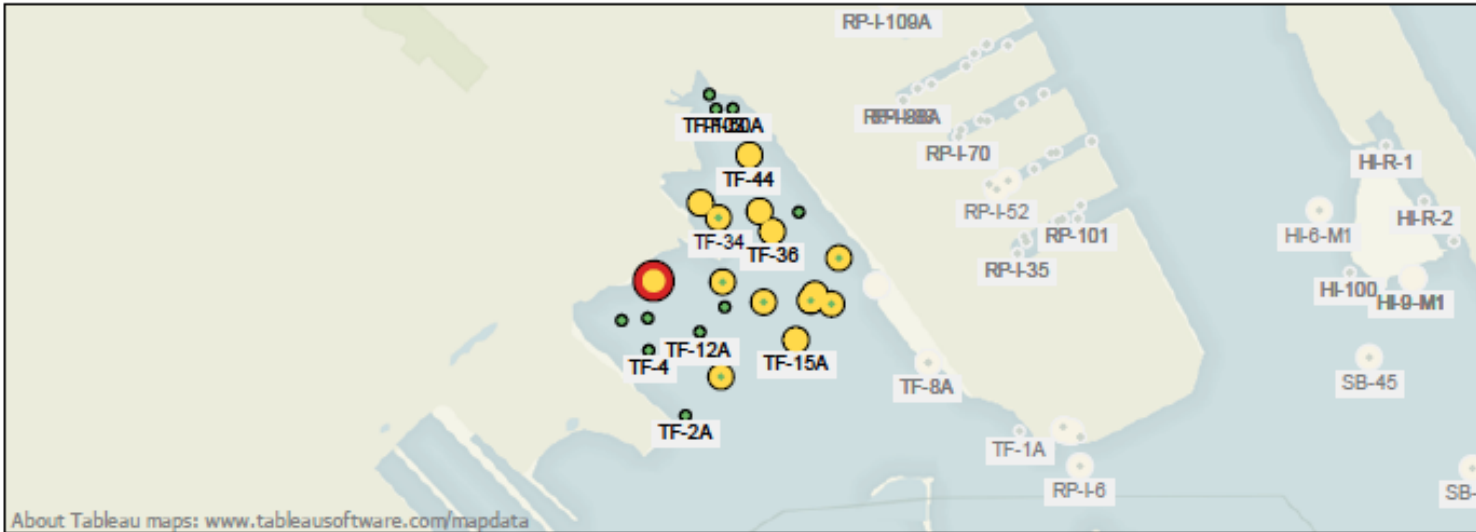 RP-I-109A
RP-I-70
TF-44
HI-R-1
RP-I-52
HI-R-2
RP-101
TF-34
HI-6-M1
TF-36
RP-I-35
HI-100
HI-9-M1
TF-12A
TF-4
TF-15A
SB-45
TF-8A
TF-2A
TF-1A
RP-I-6
SB-
About Tableau maps: www.tableausoftware.com/mapdata